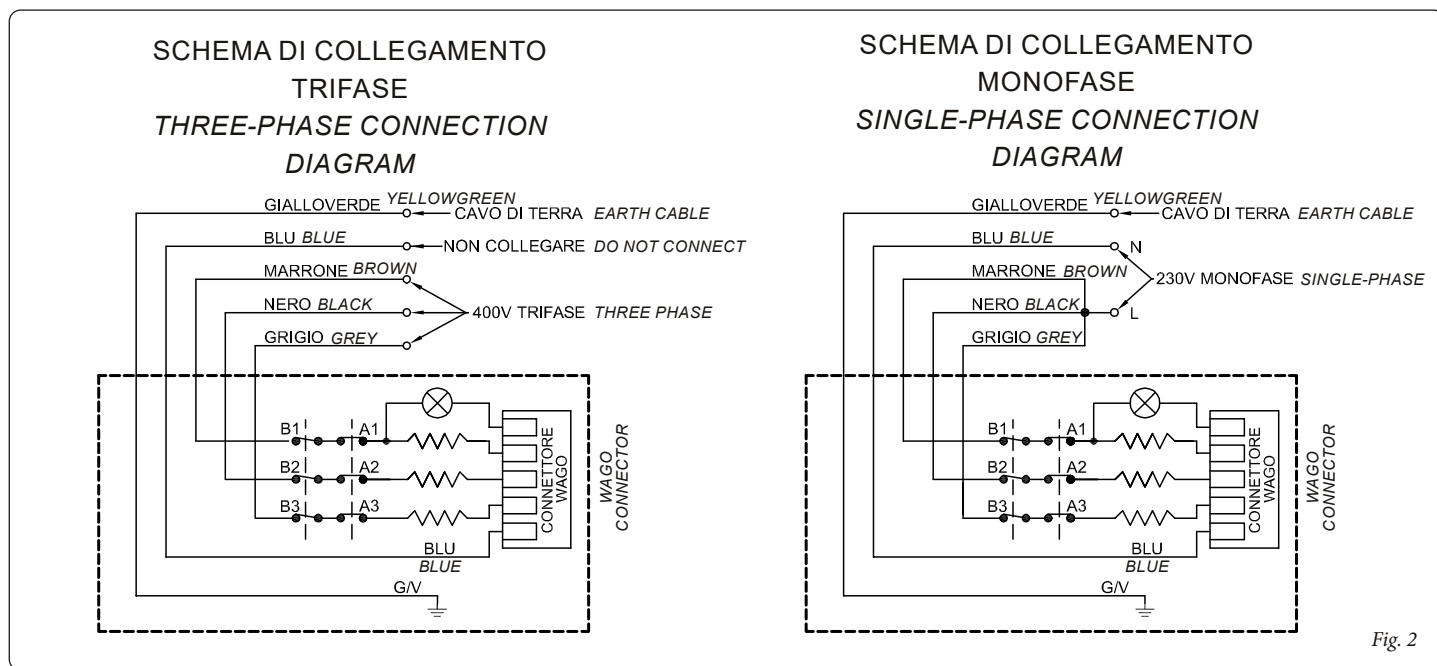 SCHEMA DI COLLEGAMENTO
TRIFASE
THREE-PHASE CONNECTION
DIAGRAM
GIALLOVERDE YELLOWGREEN
CAVO DI TERRA EARTH CABLE
BLU BLUE
NON COLLEGARE DO NOT CONNECT
MARRONE BROWN
NERO BLACK
400V TRIFASE THREE PHASE
GRIGIO GREY
B1 A1
B2 A2
B3 A3
CONNETTORE
WAGO
WAGO
CONNECTOR
BLU
BLUE
G/V
SCHEMA DI COLLEGAMENTO
MONOFASE
SINGLE-PHASE CONNECTION
DIAGRAM
GIALLOVERDE YELLOWGREEN
CAVO DI TERRA EARTH CABLE
BLU BLUE
N
MARRONE BROWN
230V MONOFASE SINGLE-PHASE
NERO BLACK
L
GRIGIO GREY
B1 A1
B2 A2
B3 A3
CONNETTORE
WAGO
WAGO
CONNECTOR
BLU
BLUE
G/V
Fig. 2